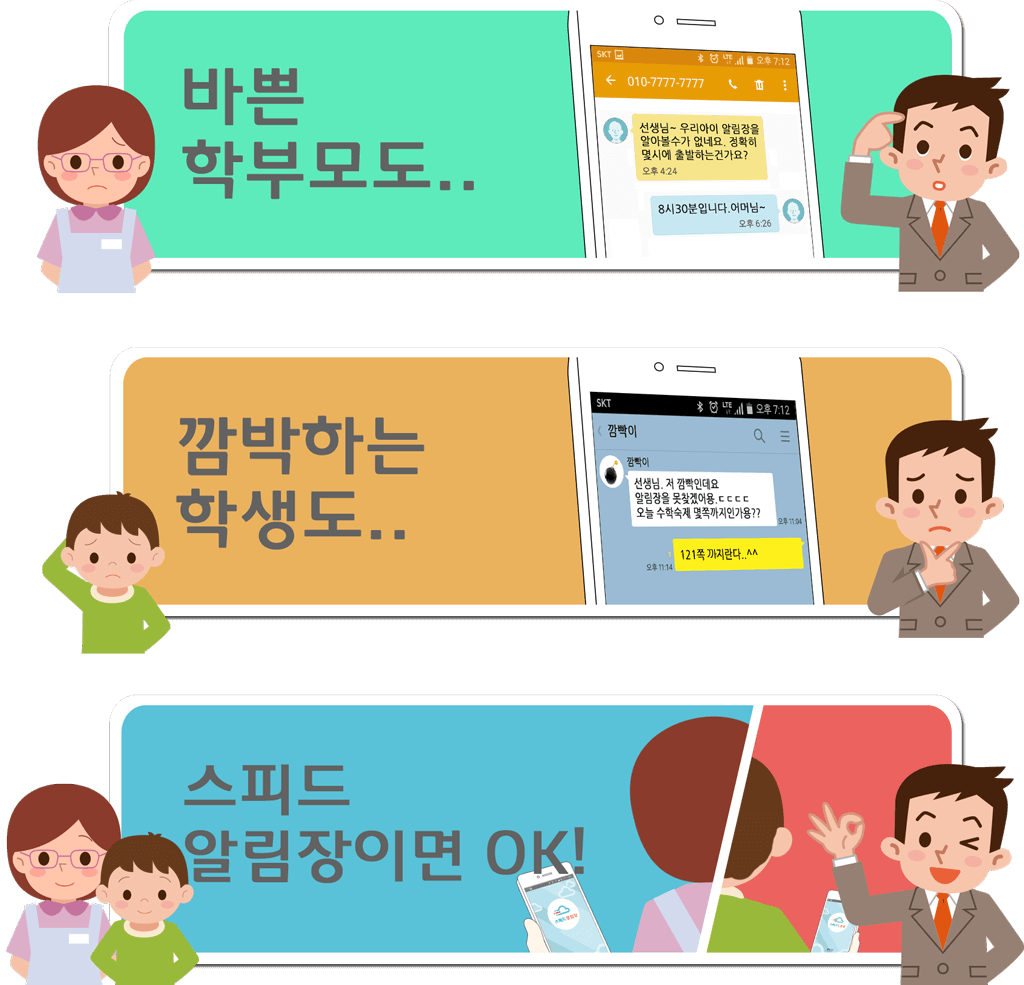 바쁜
학부모도..
SKT LTE 오후 7:12
010-7777-7777
선생님~ 우리아이 알림장을
알아볼수가 없네요. 정확히
몇시에 출발하는건가요?
오후 4:24
8시30분입니다.어머님~
오후 6:26
깜박하는
학생도..
SKT LTE 오후 7:12
깜빡이
깜빡이
선생님. 저 깜빡인데요
알림장을 못찾겠어용.ㄷㄷㄷㄷ
오늘 수학숙제 몇쪽까지인가용??
오후 11:04
121쪽 까지란다..^^
오후 11:14
스피드
알림장이면 OK!